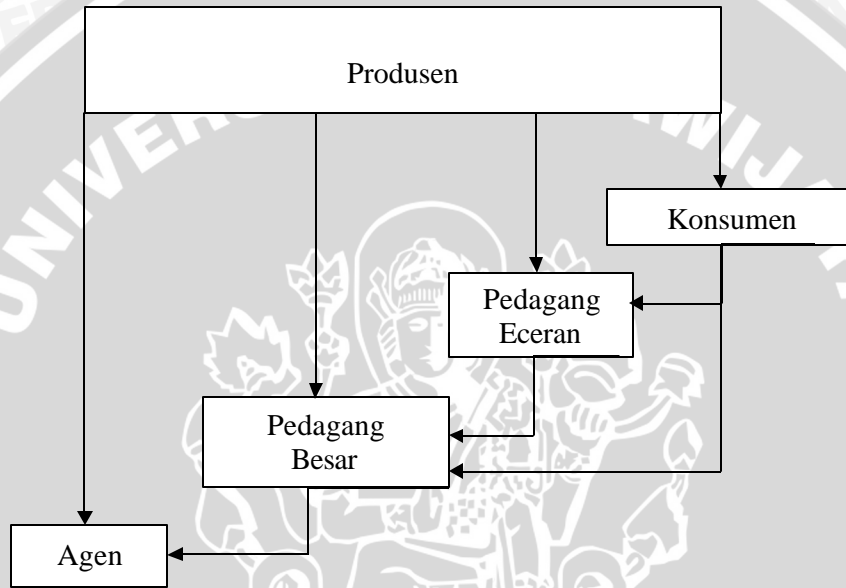 Produsen
Konsumen
Pedagang
Eceran
Pedagang
Besar
Agen